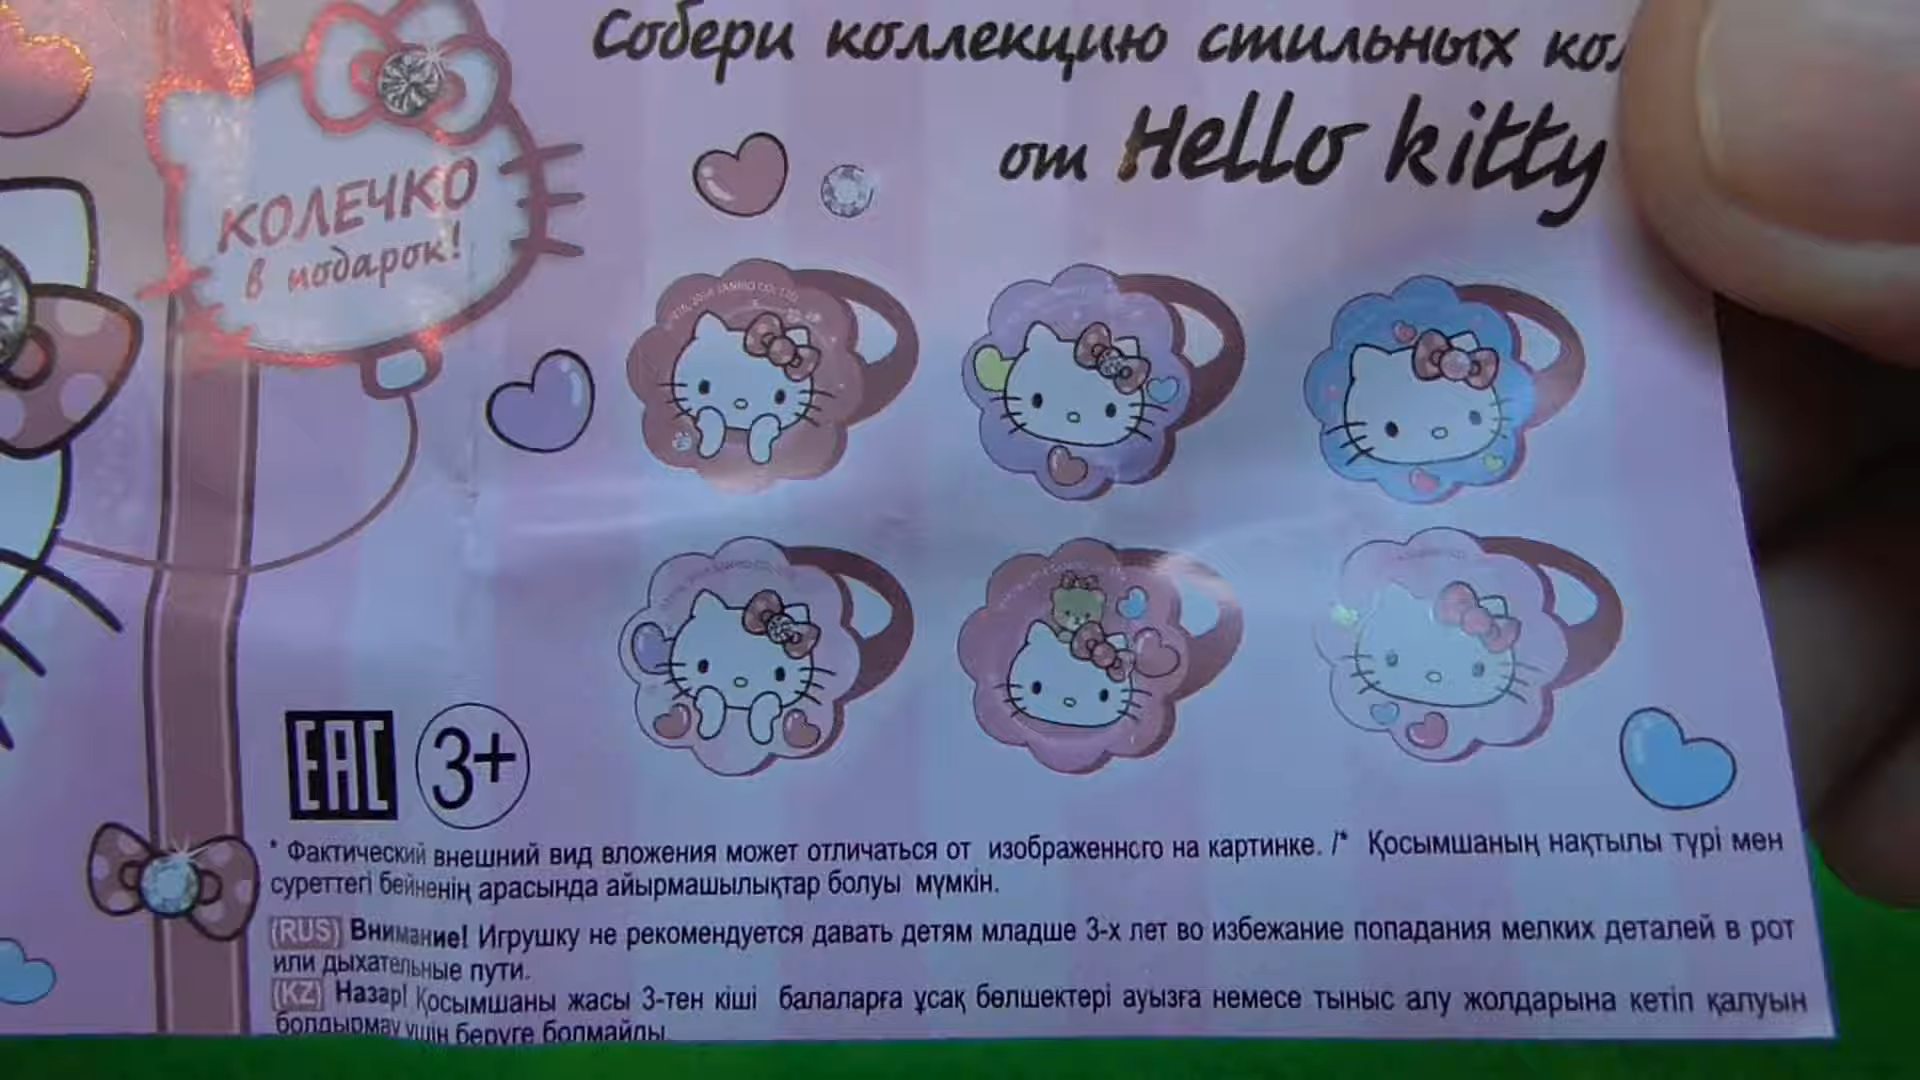 Собери коллекцию стильных
от Hello kitty
КОЛЕЧКО
в подарок!
EAC 3+
* Фактический внешний вид вложения может отличаться от изображеннсго на картинке. /* Қосымшаның нақтылы түрі мен
суреттегі бейненің арасында айырмашылықтар болуы мүмкін.
(RUS) Внимание! Игрушку не рекомендуется давать детям младше 3-х лет во избежание попадания мелких деталей в рот
или дыхательные пути.
(KZ) Назар! Қосымшаны жасы 3-тен кіші балаларға ұсақ бөлшектері ауызға немесе тыныс алу жолдарына кетіп қалуын
болдырмау үшін беруге болмайды